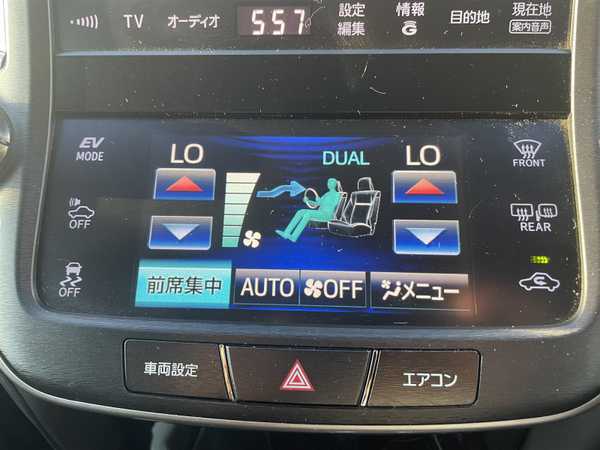 TV オーディオ 5:57 設定 編集 情報 G 目的地 現在地 案内音声
EV MODE
LO DUAL LO
FRONT
OFF
REAR
OFF
前席集中 AUTO OFF メニュー
車両設定 エアコン